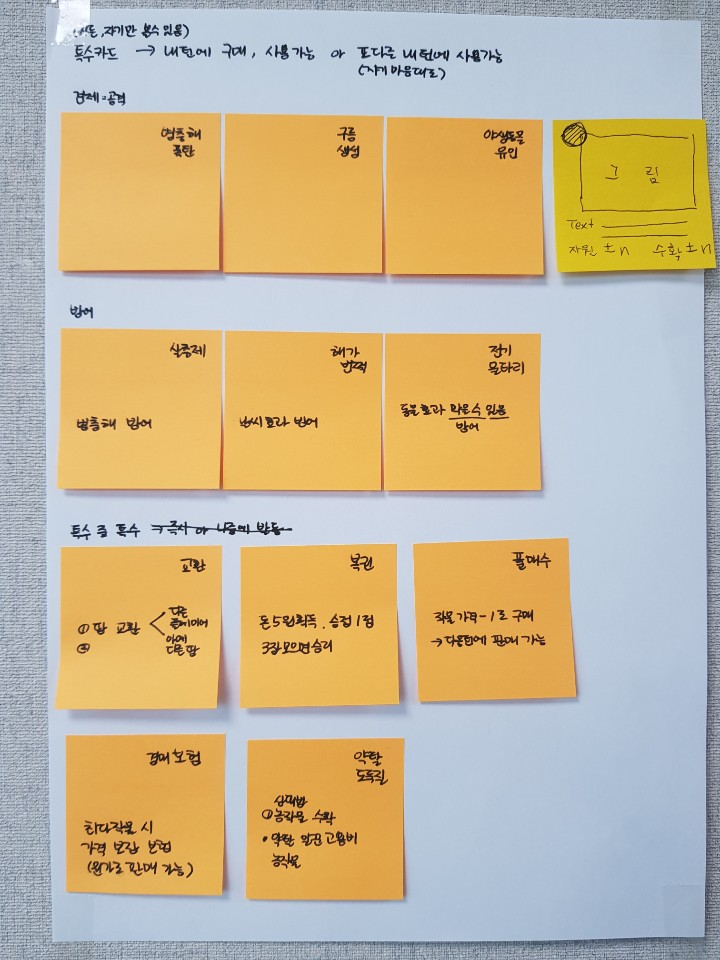 자기만 볼수있음)
특수카드 → 내 턴에 구매, 사용가능 or 또다른 내턴에 사용가능
(자기 마음대로)
견제=공격
병충해
폭탄
구름
생성
야생동물
유인
그 림
Text
자원 ±n 수확 ±n
방어
살충제
병충해 방어
해가
반짝
날씨효과 방어
전기
울타리
동물효과 막을수 있음
방어
특수 중 특수 → 즉시 or 나중에 반동
교환
① 땅 교환
다른
플레이어
아예
다른 땅
②
복권
돈 5원 획득, 승점 1점
3장 모으면 승리
풀매수
작물 가격 -1로 구매
→ 다음턴에 판매 가능
경매보험
하다작물 시
가격 보장 보험
(원가로 판매 가능)
약탈
도둑질
상대방
① 농작물 수확
• 약탈 일꾼 고용비
농작물